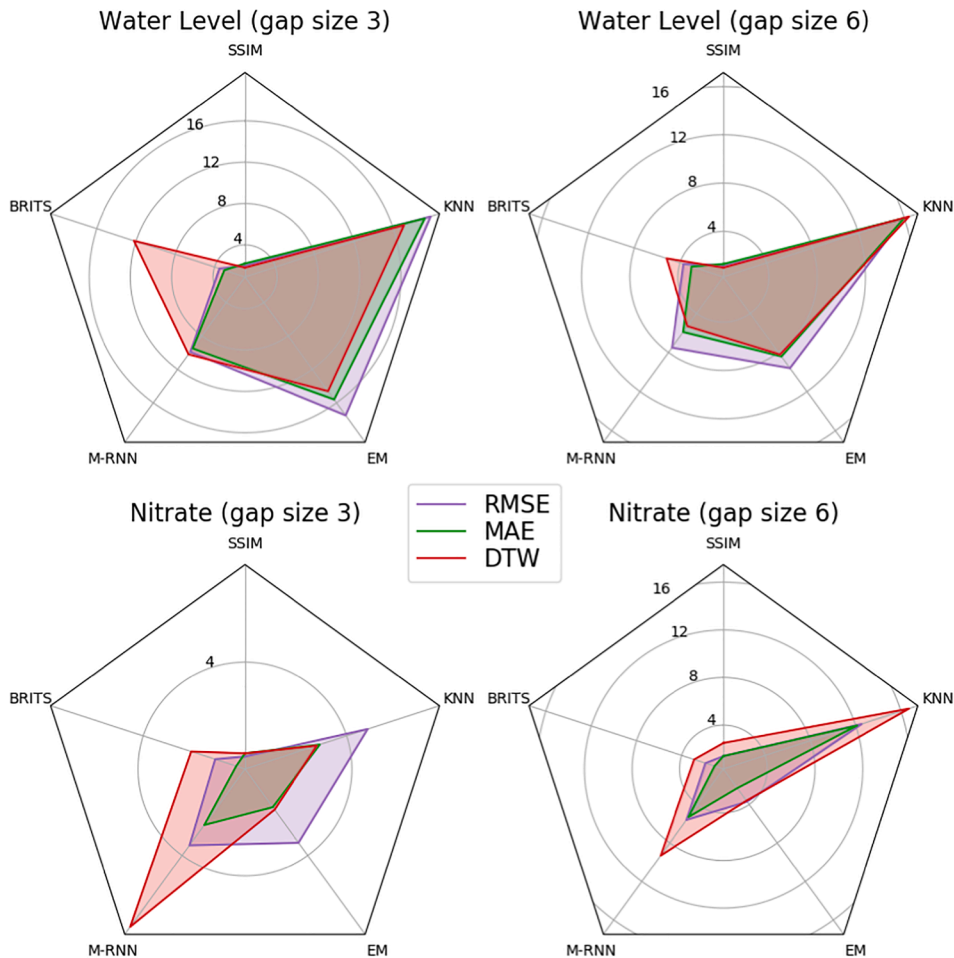 Water Level (gap size 3)
SSIM
16
12
8
4
BRITS
KNN
M-RNN
EM
Water Level (gap size 6)
SSIM
16
12
8
4
BRITS
KNN
M-RNN
EM
RMSE
MAE
DTW
Nitrate (gap size 3)
SSIM
4
BRITS
KNN
M-RNN
EM
Nitrate (gap size 6)
SSIM
16
12
8
4
BRITS
KNN
M-RNN
EM